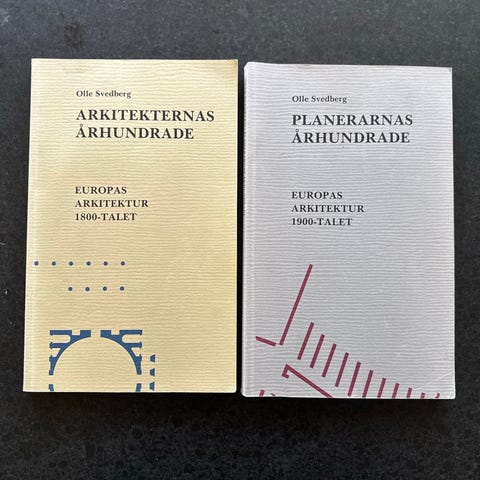 Olle Svedberg
ARKITEKTERNAS
ÅRHUNDRADE
EUROPAS
ARKITEKTUR
1800-TALET
Olle Svedberg
PLANERARNAS
ÅRHUNDRADE
EUROPAS
ARKITEKTUR
1900-TALET